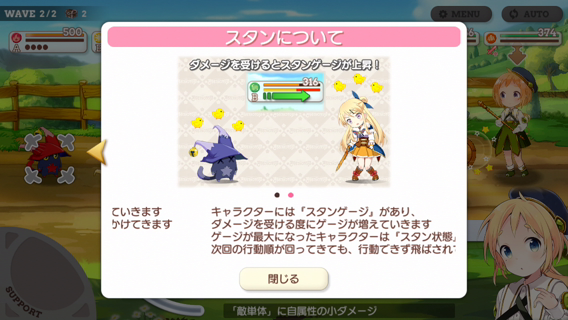 WAVE 2/2
2
MENU
AUTO
500
A
374
スタンについて
ダメージを受けるとスタンゲージが上昇！
316
B
ていきます
かけてきます
キャラクターには「スタンゲージ」があり、
ダメージを受ける度にゲージが増えていきます
ゲージが最大になったキャラクターは「スタン状態」
次回の行動順が回ってきても、行動できず飛ばされて
閉じる
SUPPORT
「敵単体」に自属性の小ダメージ